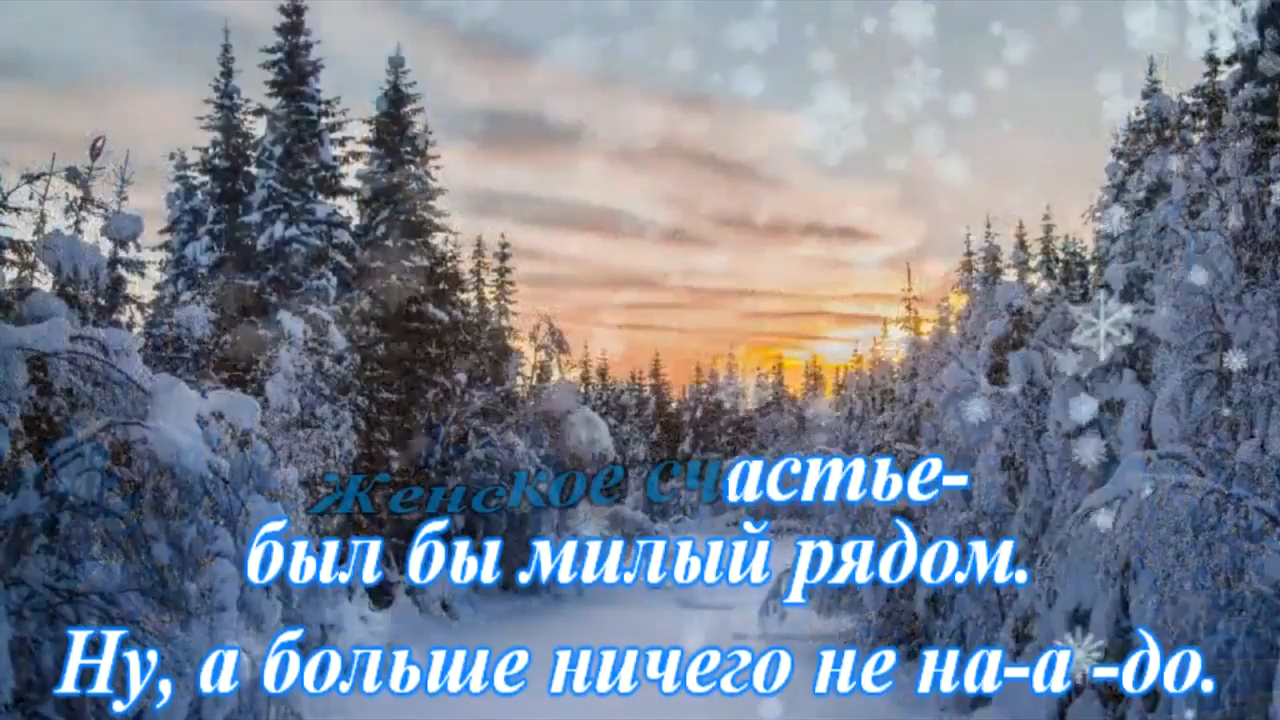 Женское счастье-
был бы милый рядом.
Ну, а больше ничего не на-а -до.